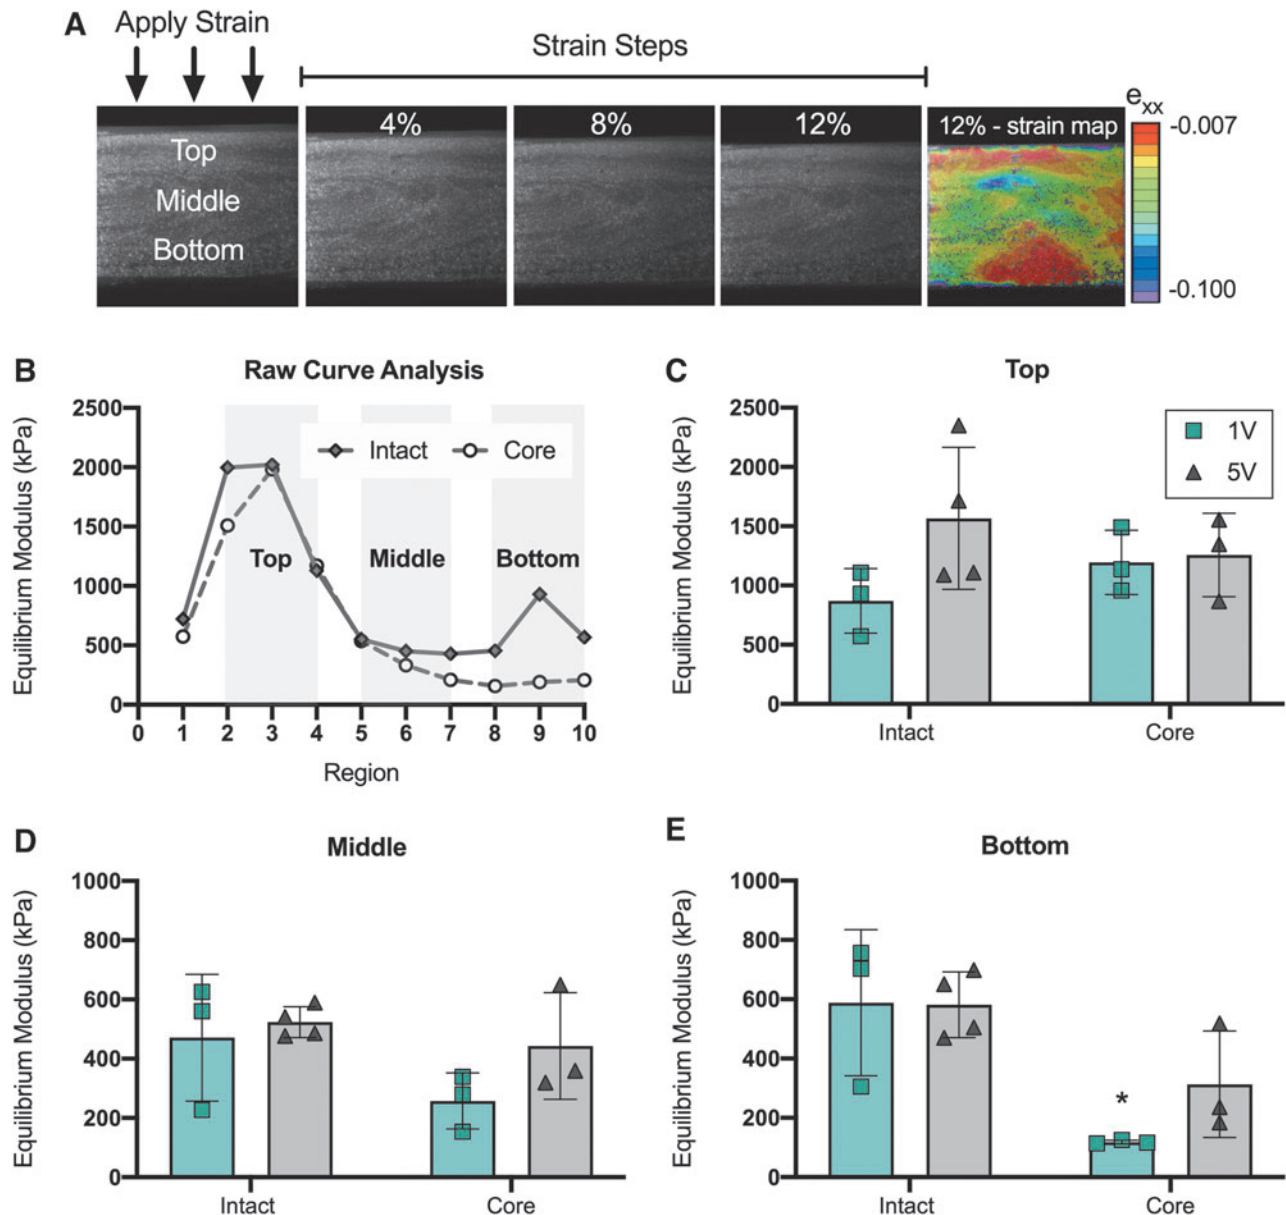 A
Apply Strain
Strain Steps
Top
Middle
Bottom
4%
8%
12%
12% - strain map
exx
-0.007
-0.100
B
Raw Curve Analysis
Equilibrium Modulus (kPa)
2500
2000
1500
1000
500
0
Intact
Core
Top
Middle
Bottom
0 1 2 3 4 5 6 7 8 9 10
Region
C
Top
Equilibrium Modulus (kPa)
2500
2000
1500
1000
500
0
1V
5V
Intact
Core
D
Middle
Equilibrium Modulus (kPa)
1000
800
600
400
200
0
Intact
Core
E
Bottom
Equilibrium Modulus (kPa)
1000
800
600
400
200
0
*
Intact
Core